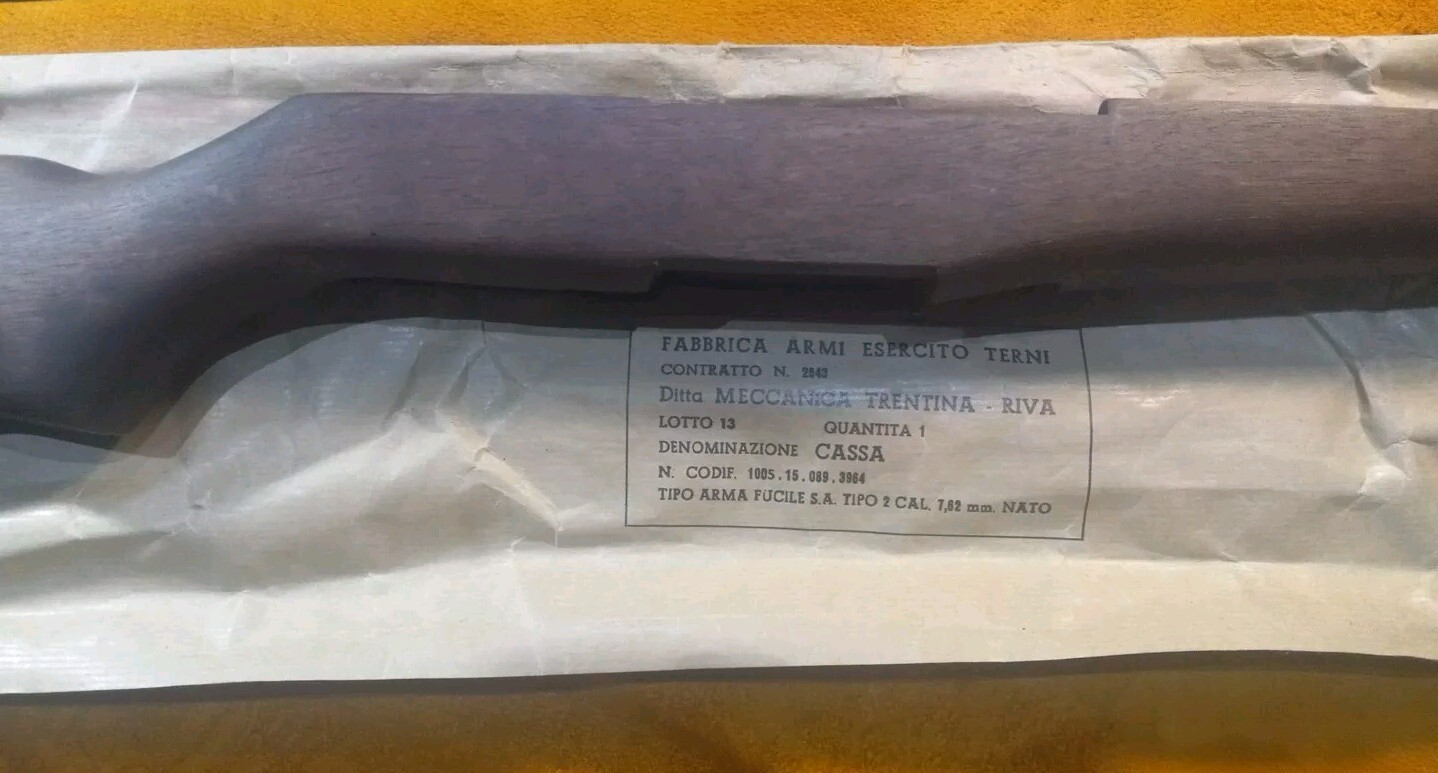 FABBRICA ARMI ESERCITO TERNI
CONTRATTO N. 2843
Ditta MECCANICA TRENTINA - RIVA
LOTTO 13 QUANTITA 1
DENOMINAZIONE CASSA
N. CODIF. 1005.15.089.3964
TIPO ARMA FUCILE S.A. TIPO 2 CAL. 7,62 mm. NATO